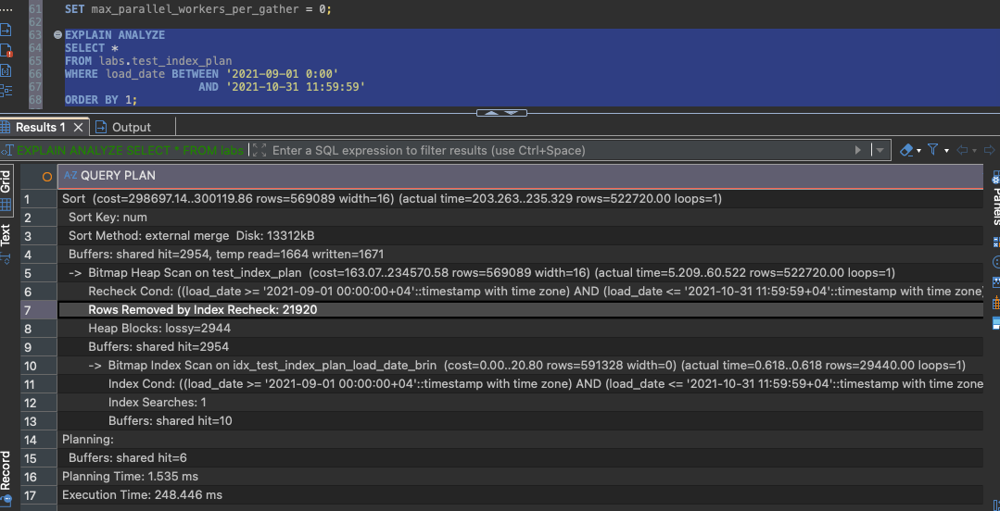 61 SET max_parallel_workers_per_gather = 0;
62
63 EXPLAIN ANALYZE
64 SELECT *
65 FROM labs.test_index_plan
66 WHERE load_date BETWEEN '2021-09-01 0:00'
67 AND '2021-10-31 11:59:59'
68 ORDER BY 1;
Results 1 Output
EXPLAIN ANALYZE SELECT * FROM labs Enter a SQL expression to filter results (use Ctrl+Space)
Grid
Text
Record
Panels
A-Z QUERY PLAN
1 Sort (cost=298697.14..300119.86 rows=569089 width=16) (actual time=203.263..235.329 rows=522720.00 loops=1)
2 Sort Key: num
3 Sort Method: external merge Disk: 13312kB
4 Buffers: shared hit=2954, temp read=1664 written=1671
5 -> Bitmap Heap Scan on test_index_plan (cost=163.07..234570.58 rows=569089 width=16) (actual time=5.209..60.522 rows=522720.00 loops=1)
6 Recheck Cond: ((load_date >= '2021-09-01 00:00:00+04'::timestamp with time zone) AND (load_date <= '2021-10-31 11:59:59+04'::timestamp with time zone
7 Rows Removed by Index Recheck: 21920
8 Heap Blocks: lossy=2944
9 Buffers: shared hit=2954
10 -> Bitmap Index Scan on idx_test_index_plan_load_date_brin (cost=0.00..20.80 rows=591328 width=0) (actual time=0.618..0.618 rows=29440.00 loops=1)
11 Index Cond: ((load_date >= '2021-09-01 00:00:00+04'::timestamp with time zone) AND (load_date <= '2021-10-31 11:59:59+04'::timestamp with time zone
12 Index Searches: 1
13 Buffers: shared hit=10
14 Planning:
15 Buffers: shared hit=6
16 Planning Time: 1.535 ms
17 Execution Time: 248.446 ms